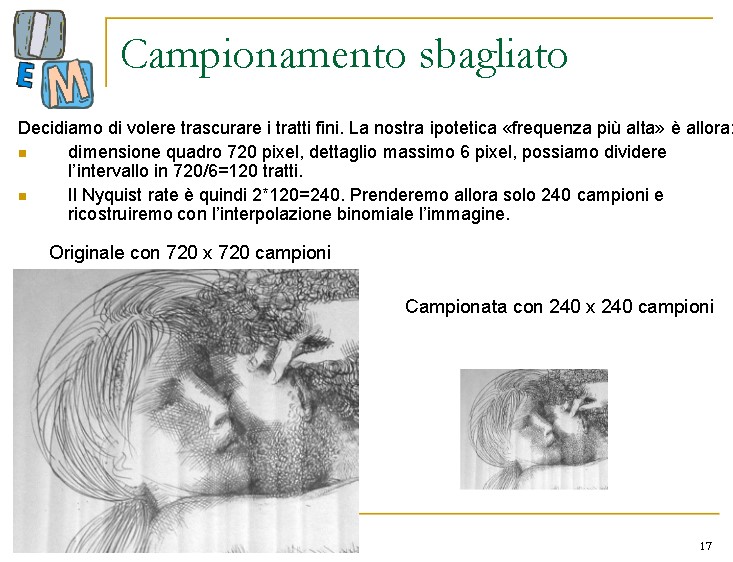 I
E M
Campionamento sbagliato
Decidiamo di volere trascurare i tratti fini. La nostra ipotetica «frequenza più alta» è allora:
dimensione quadro 720 pixel, dettaglio massimo 6 pixel, possiamo dividere
l’intervallo in 720/6=120 tratti.
Il Nyquist rate è quindi 2*120=240. Prenderemo allora solo 240 campioni e
ricostruiremo con l’interpolazione binomiale l’immagine.
Originale con 720 x 720 campioni
Campionata con 240 x 240 campioni
17